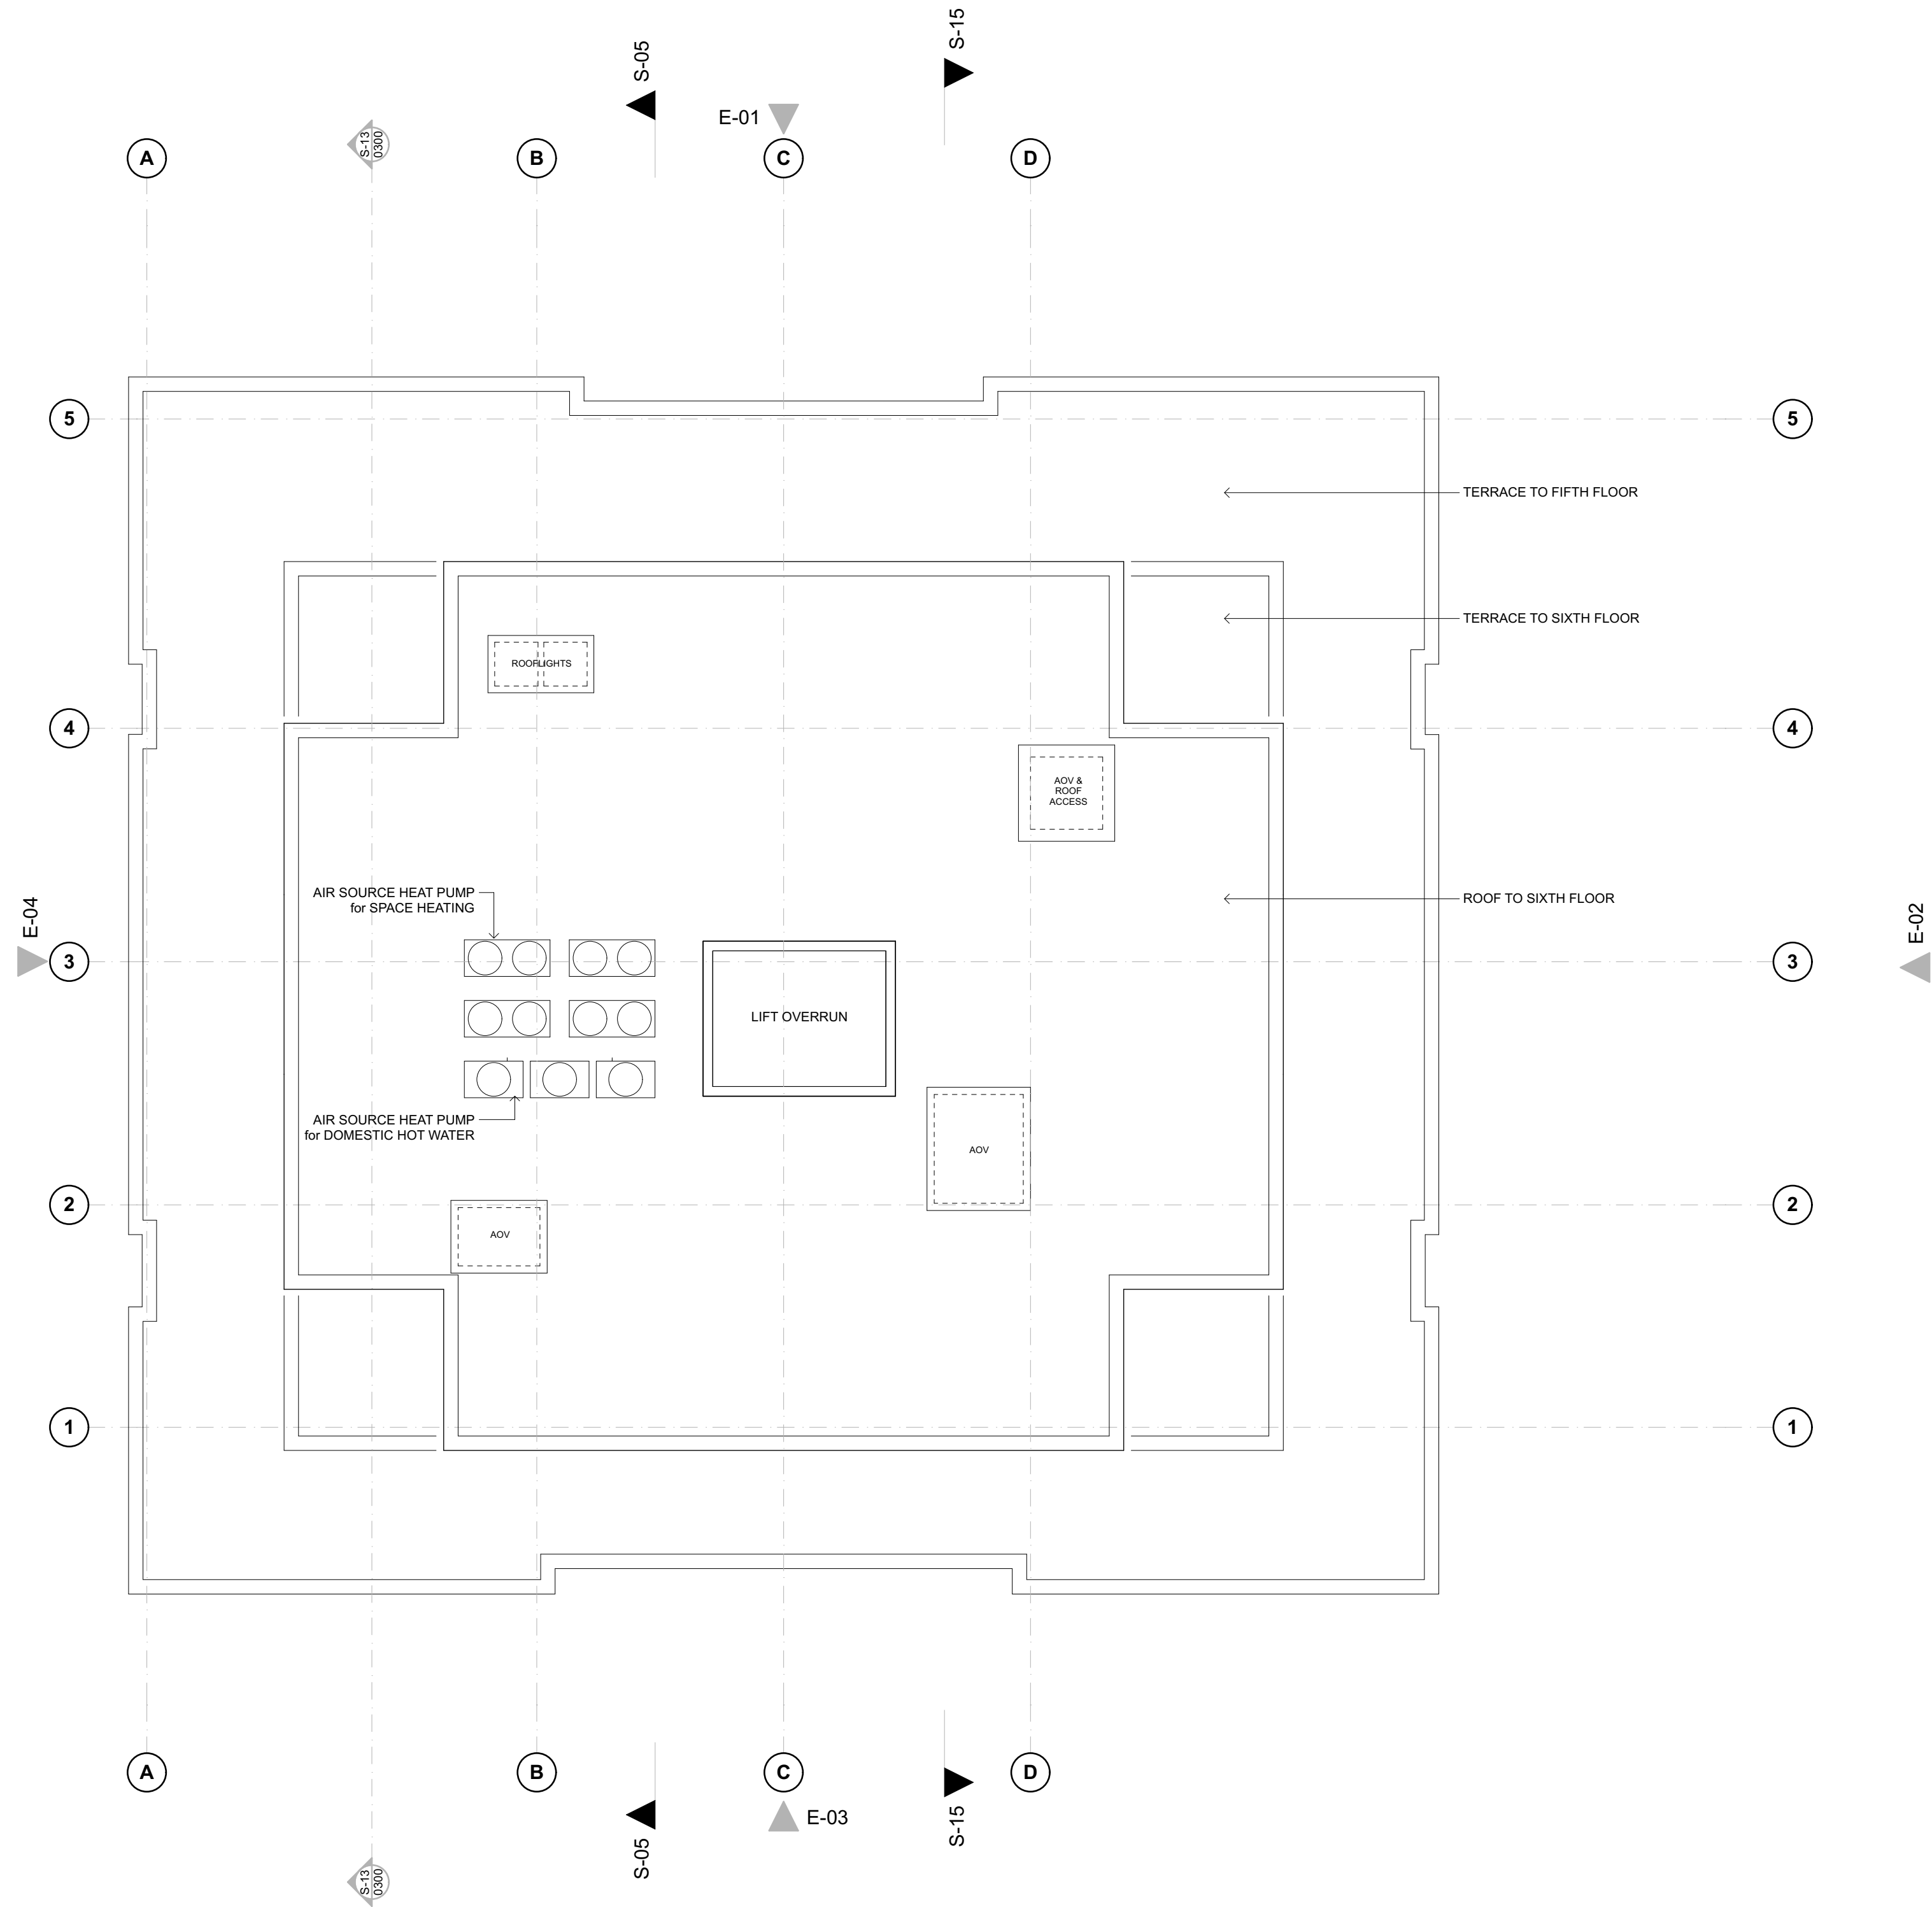 S-15
S-05
E-01
A
S-13
0300
B
C
D
5
5
TERRACE TO FIFTH FLOOR
TERRACE TO SIXTH FLOOR
ROOFLIGHTS
4
4
AOV &
ROOF
ACCESS
AIR SOURCE HEAT PUMP
for SPACE HEATING
ROOF TO SIXTH FLOOR
E-04
E-02
3
3
LIFT OVERRUN
AIR SOURCE HEAT PUMP
for DOMESTIC HOT WATER
AOV
2
2
AOV
1
1
A
B
C
D
E-03
S-15
S-05
S-13
0300